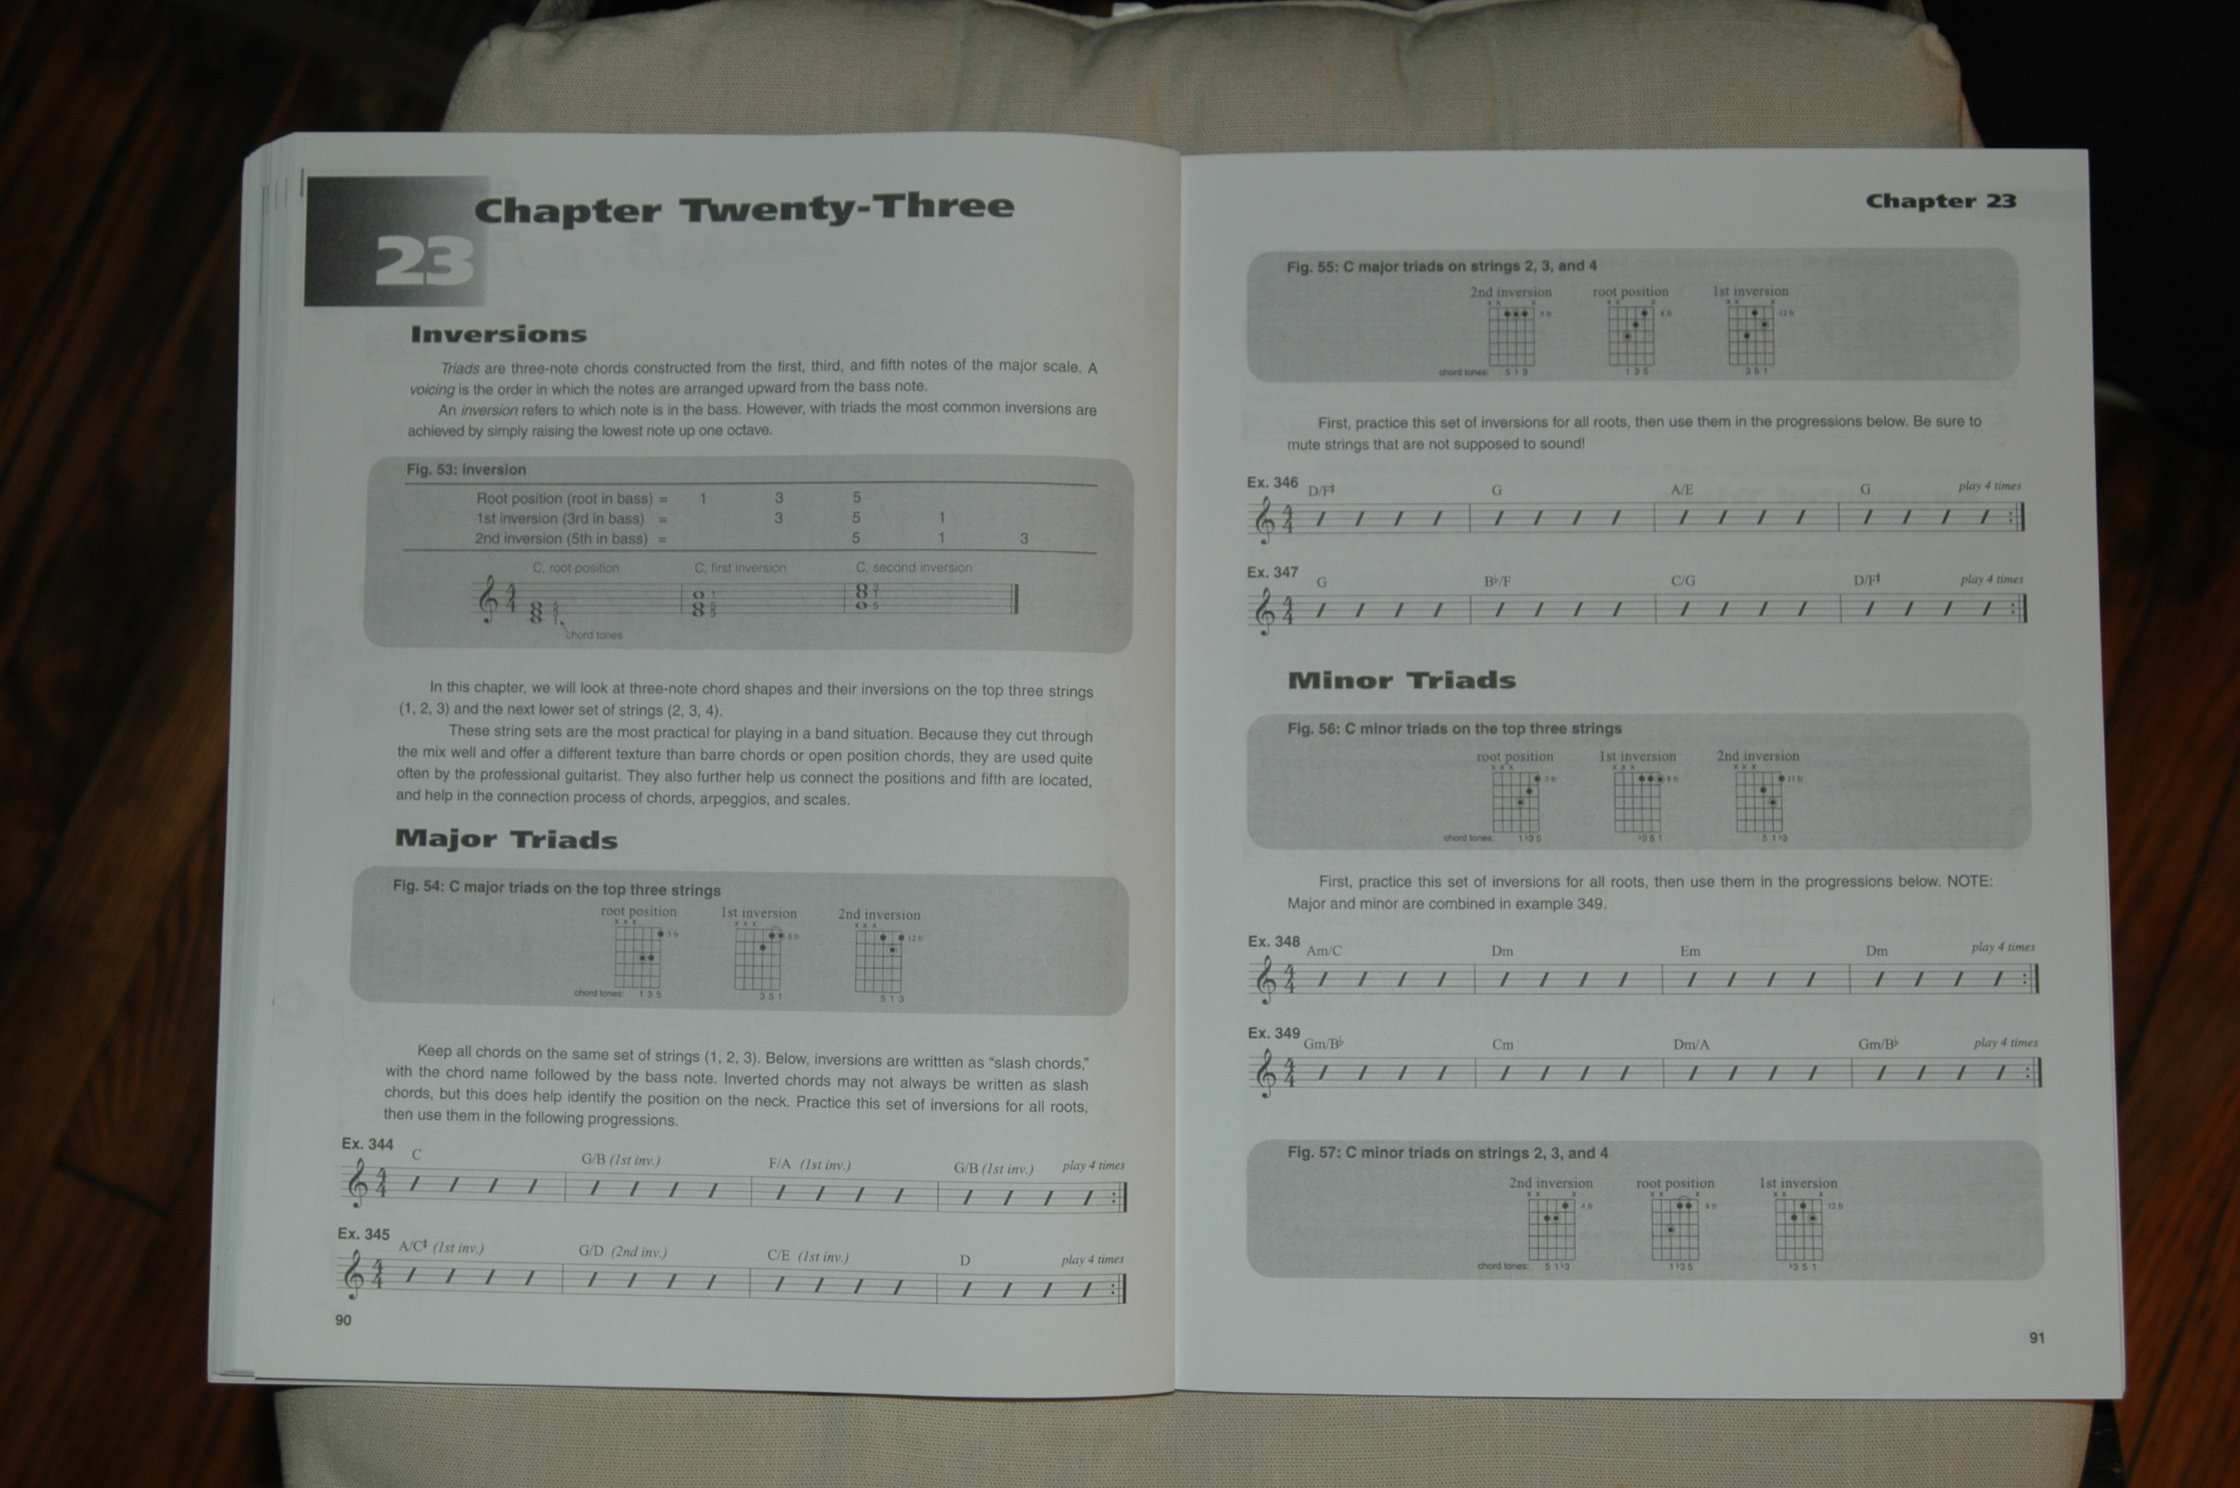 23
Chapter Twenty-Three
Inversions
Triads are three-note chords constructed from the first, third, and fifth notes of the major scale. A
voicing is the order in which the notes are arranged upward from the bass note.
An inversion refers to which note is in the bass. However, with triads the most common inversions are
achieved by simply raising the lowest note up one octave.
Fig. 53: Inversion
Root position (root in bass) = 1 3 5
1st inversion (3rd in bass) = 3 5 1
2nd inversion (5th in bass) = 5 1 3
C, root position C, first inversion C, second inversion
chord tones
In this chapter, we will look at three-note chord shapes and their inversions on the top three strings
(1, 2, 3) and the next lower set of strings (2, 3, 4).
These string sets are the most practical for playing in a band situation. Because they cut through
the mix well and offer a different texture than barre chords or open position chords, they are used quite
often by the professional guitarist. They also further help us connect the positions and fifth are located,
and help in the connection process of chords, arpeggios, and scales.
Major Triads
Fig. 54: C major triads on the top three strings
root position 1st inversion 2nd inversion
x x x x x x x x x
3 fr 8 fr 12 fr
chord tones: 1 3 5 3 5 1 5 1 3
Keep all chords on the same set of strings (1, 2, 3). Below, inversions are writtten as “slash chords,”
with the chord name followed by the bass note. Inverted chords may not always be written as slash
chords, but this does help identify the position on the neck. Practice this set of inversions for all roots,
then use them in the following progressions.
Ex. 344 C G/B (1st inv.) F/A (1st inv.) G/B (1st inv.) play 4 times
Ex. 345 A/C♯ (1st inv.) G/D (2nd inv.) C/E (1st inv.) D play 4 times
90
Chapter 23
Fig. 55: C major triads on strings 2, 3, and 4
2nd inversion root position 1st inversion
x x x x x x x x x
5 fr 8 fr 12 fr
chord tones: 5 1 3 1 3 5 3 5 1
First, practice this set of inversions for all roots, then use them in the progressions below. Be sure to
mute strings that are not supposed to sound!
Ex. 346 D/F♯ G A/E G play 4 times
Ex. 347 G B♭/F C/G D/F♯ play 4 times
Minor Triads
Fig. 56: C minor triads on the top three strings
root position 1st inversion 2nd inversion
x x x x x x x x x
3 fr 8 fr 11 fr
chord tones: 1 ♭3 5 ♭3 5 1 5 1 ♭3
First, practice this set of inversions for all roots, then use them in the progressions below. NOTE:
Major and minor are combined in example 349.
Ex. 348 Am/C Dm Em Dm play 4 times
Ex. 349 Gm/B♭ Cm Dm/A Gm/B♭ play 4 times
Fig. 57: C minor triads on strings 2, 3, and 4
2nd inversion root position 1st inversion
x x x x x x x x x
4 fr 8 fr 12 fr
chord tones: 5 1 ♭3 1 ♭3 5 ♭3 5 1
91